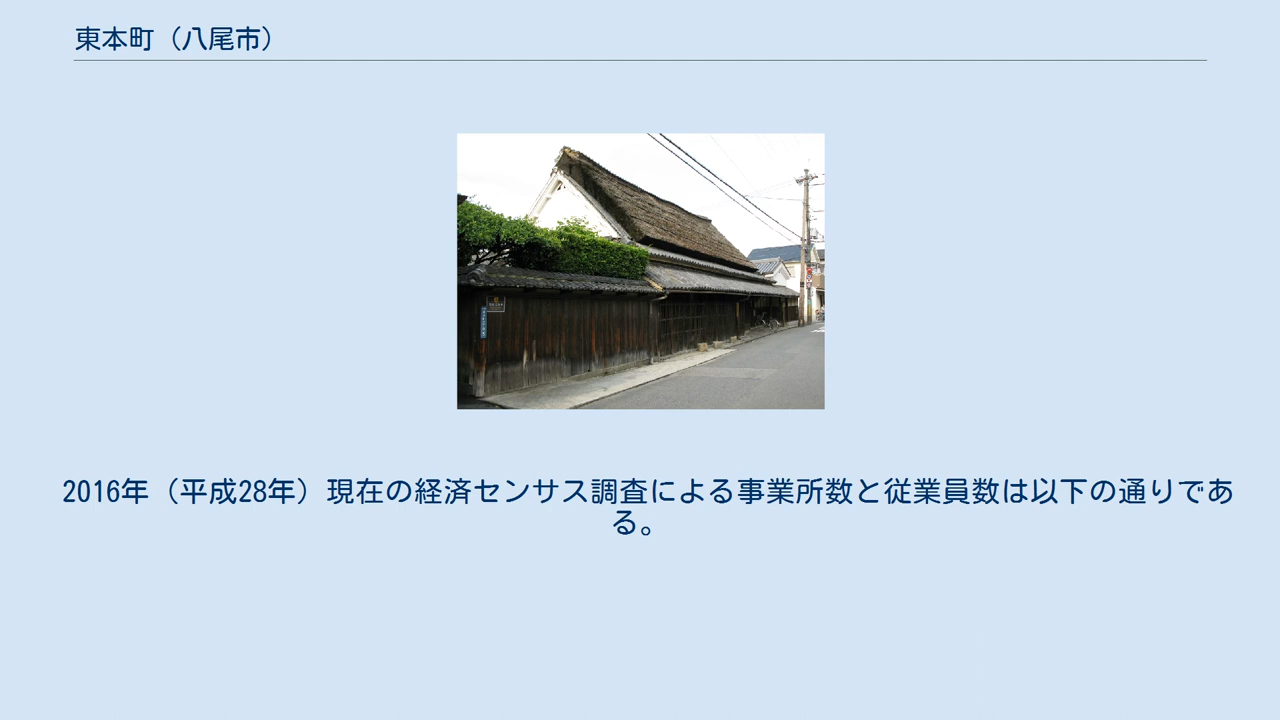 東本町（八尾市）
2016年（平成28年）現在の経済センサス調査による事業所数と従業員数は以下の通りであ
る。